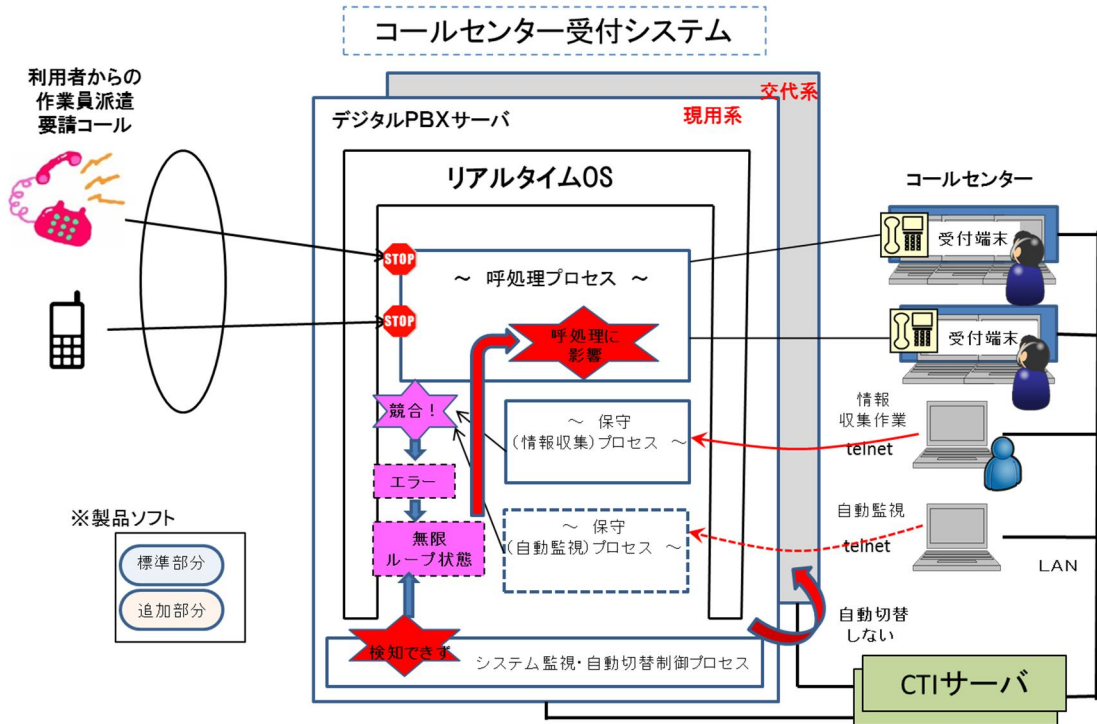 コールセンター受付システム
利用者からの
作業員派遣
要請コール
交代系
現用系
デジタルPBXサーバ
リアルタイムOS
コールセンター
STOP
～ 呼処理プロセス ～
受付端末
STOP
呼処理に
影響
受付端末
競合！
～ 保守
（情報収集）プロセス ～
情報
収集作業
telnet
エラー
※製品ソフト
標準部分
追加部分
無限
ループ状態
～ 保守
（自動監視）プロセス ～
自動監視
telnet
LAN
自動切替
しない
検知できず
システム監視・自動切替制御プロセス
CTIサーバ